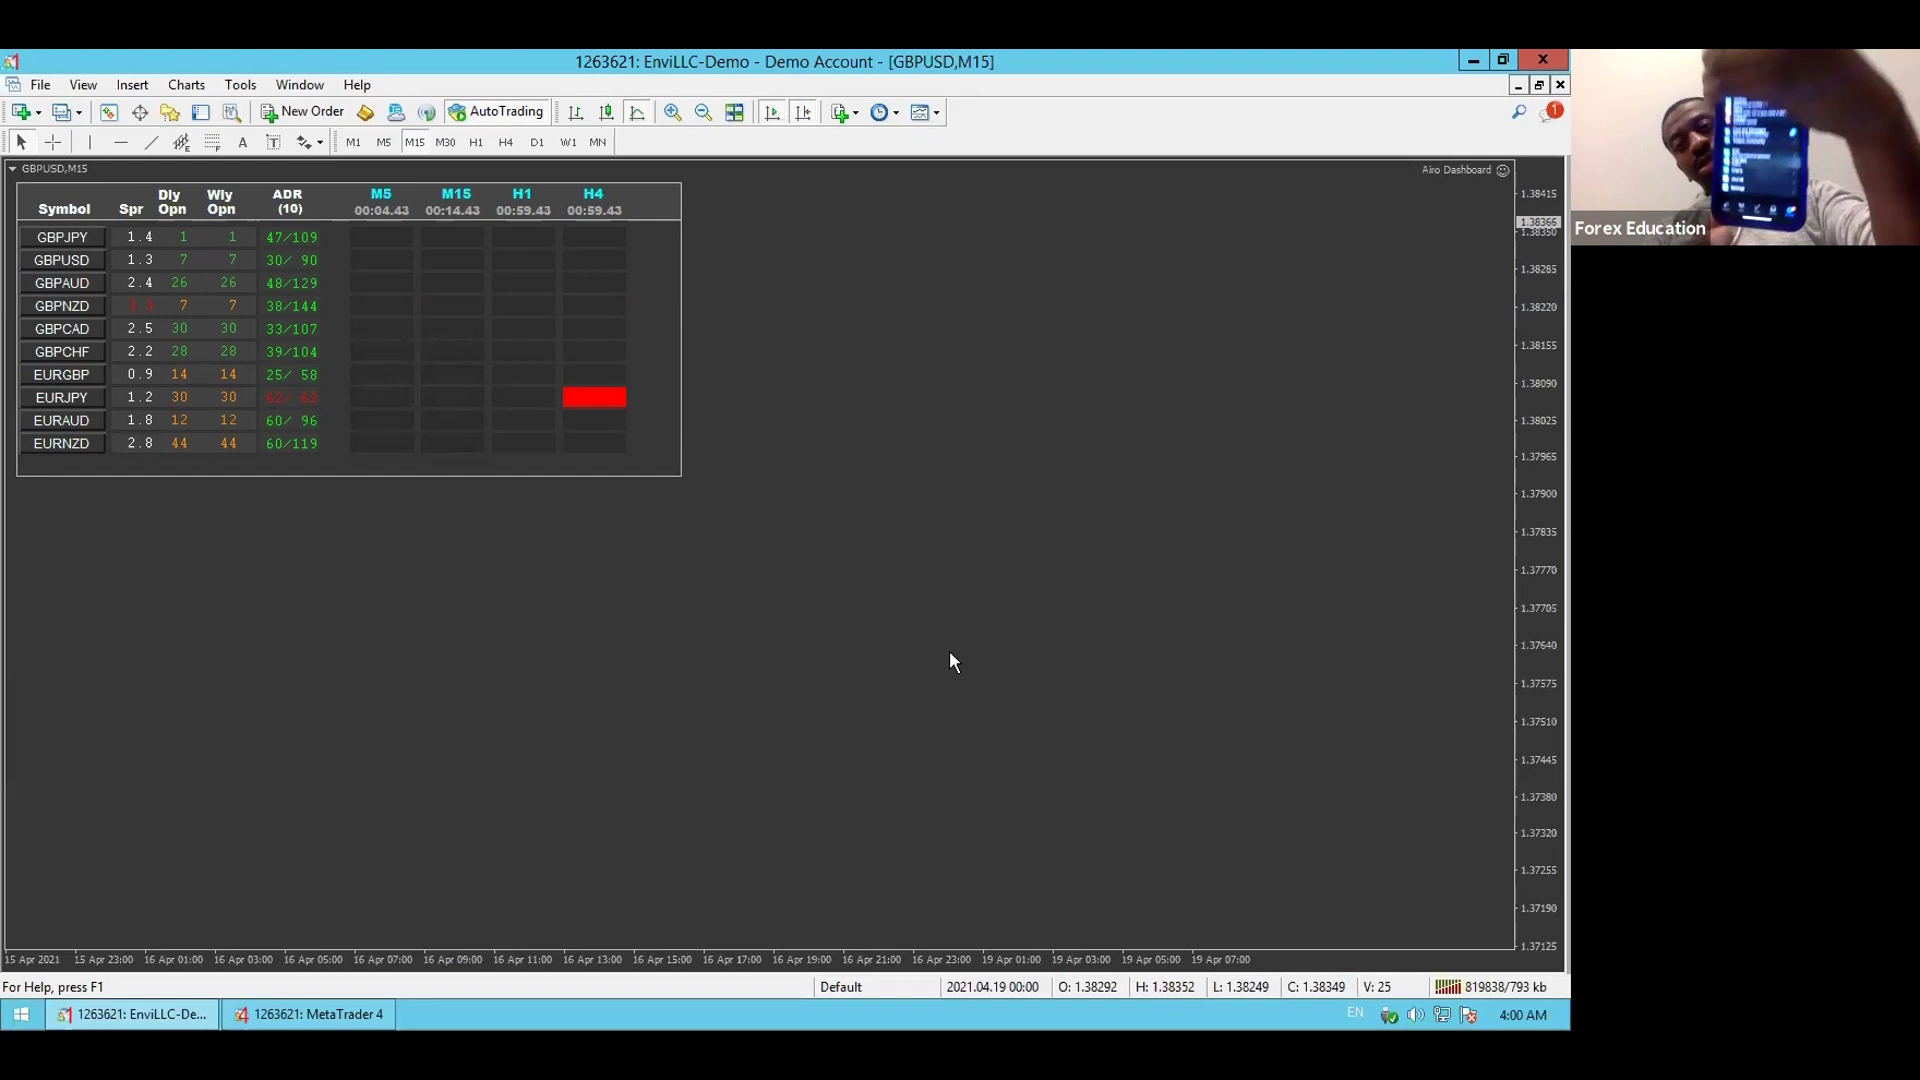 1263621: EnviLLC-Demo - Demo Account - [GBPUSD,M15]
File View Insert Charts Tools Window Help
New Order AutoTrading 1
A T M1 M5 M15 M30 H1 H4 D1 W1 MN
GBPUSD,M15 Airo Dashboard
Symbol Spr Dly Opn Wly Opn ADR (10) M5 00:04.43 M15 00:14.43 H1 00:59.43 H4 00:59.43
GBPJPY 1.4 1 1 47/109
GBPUSD 1.3 7 7 30/ 90
GBPAUD 2.4 26 26 48/129
GBPNZD 3.3 7 7 38/144
GBPCAD 2.5 30 30 33/107
GBPCHF 2.2 28 28 39/104
EURGBP 0.9 14 14 25/ 58
EURJPY 1.2 30 30 62/ 62
EURAUD 1.8 12 12 60/ 96
EURNZD 2.8 44 44 60/119
1.38415
1.38366
1.38350
1.38285
1.38220
1.38155
1.38090
1.38025
1.37965
1.37900
1.37835
1.37770
1.37705
1.37640
1.37575
1.37510
1.37445
1.37380
1.37320
1.37255
1.37190
1.37125
Forex Education
15 Apr 2021 15 Apr 23:00 16 Apr 01:00 16 Apr 03:00 16 Apr 05:00 16 Apr 07:00 16 Apr 09:00 16 Apr 11:00 16 Apr 13:00 16 Apr 15:00 16 Apr 17:00 16 Apr 19:00 16 Apr 21:00 16 Apr 23:00 19 Apr 01:00 19 Apr 03:00 19 Apr 05:00 19 Apr 07:00
For Help, press F1 Default 2021.04.19 00:00 O: 1.38292 H: 1.38352 L: 1.38249 C: 1.38349 V: 25 819838/793 kb
1263621: EnviLLC-De... 1263621: MetaTrader 4 EN 4:00 AM